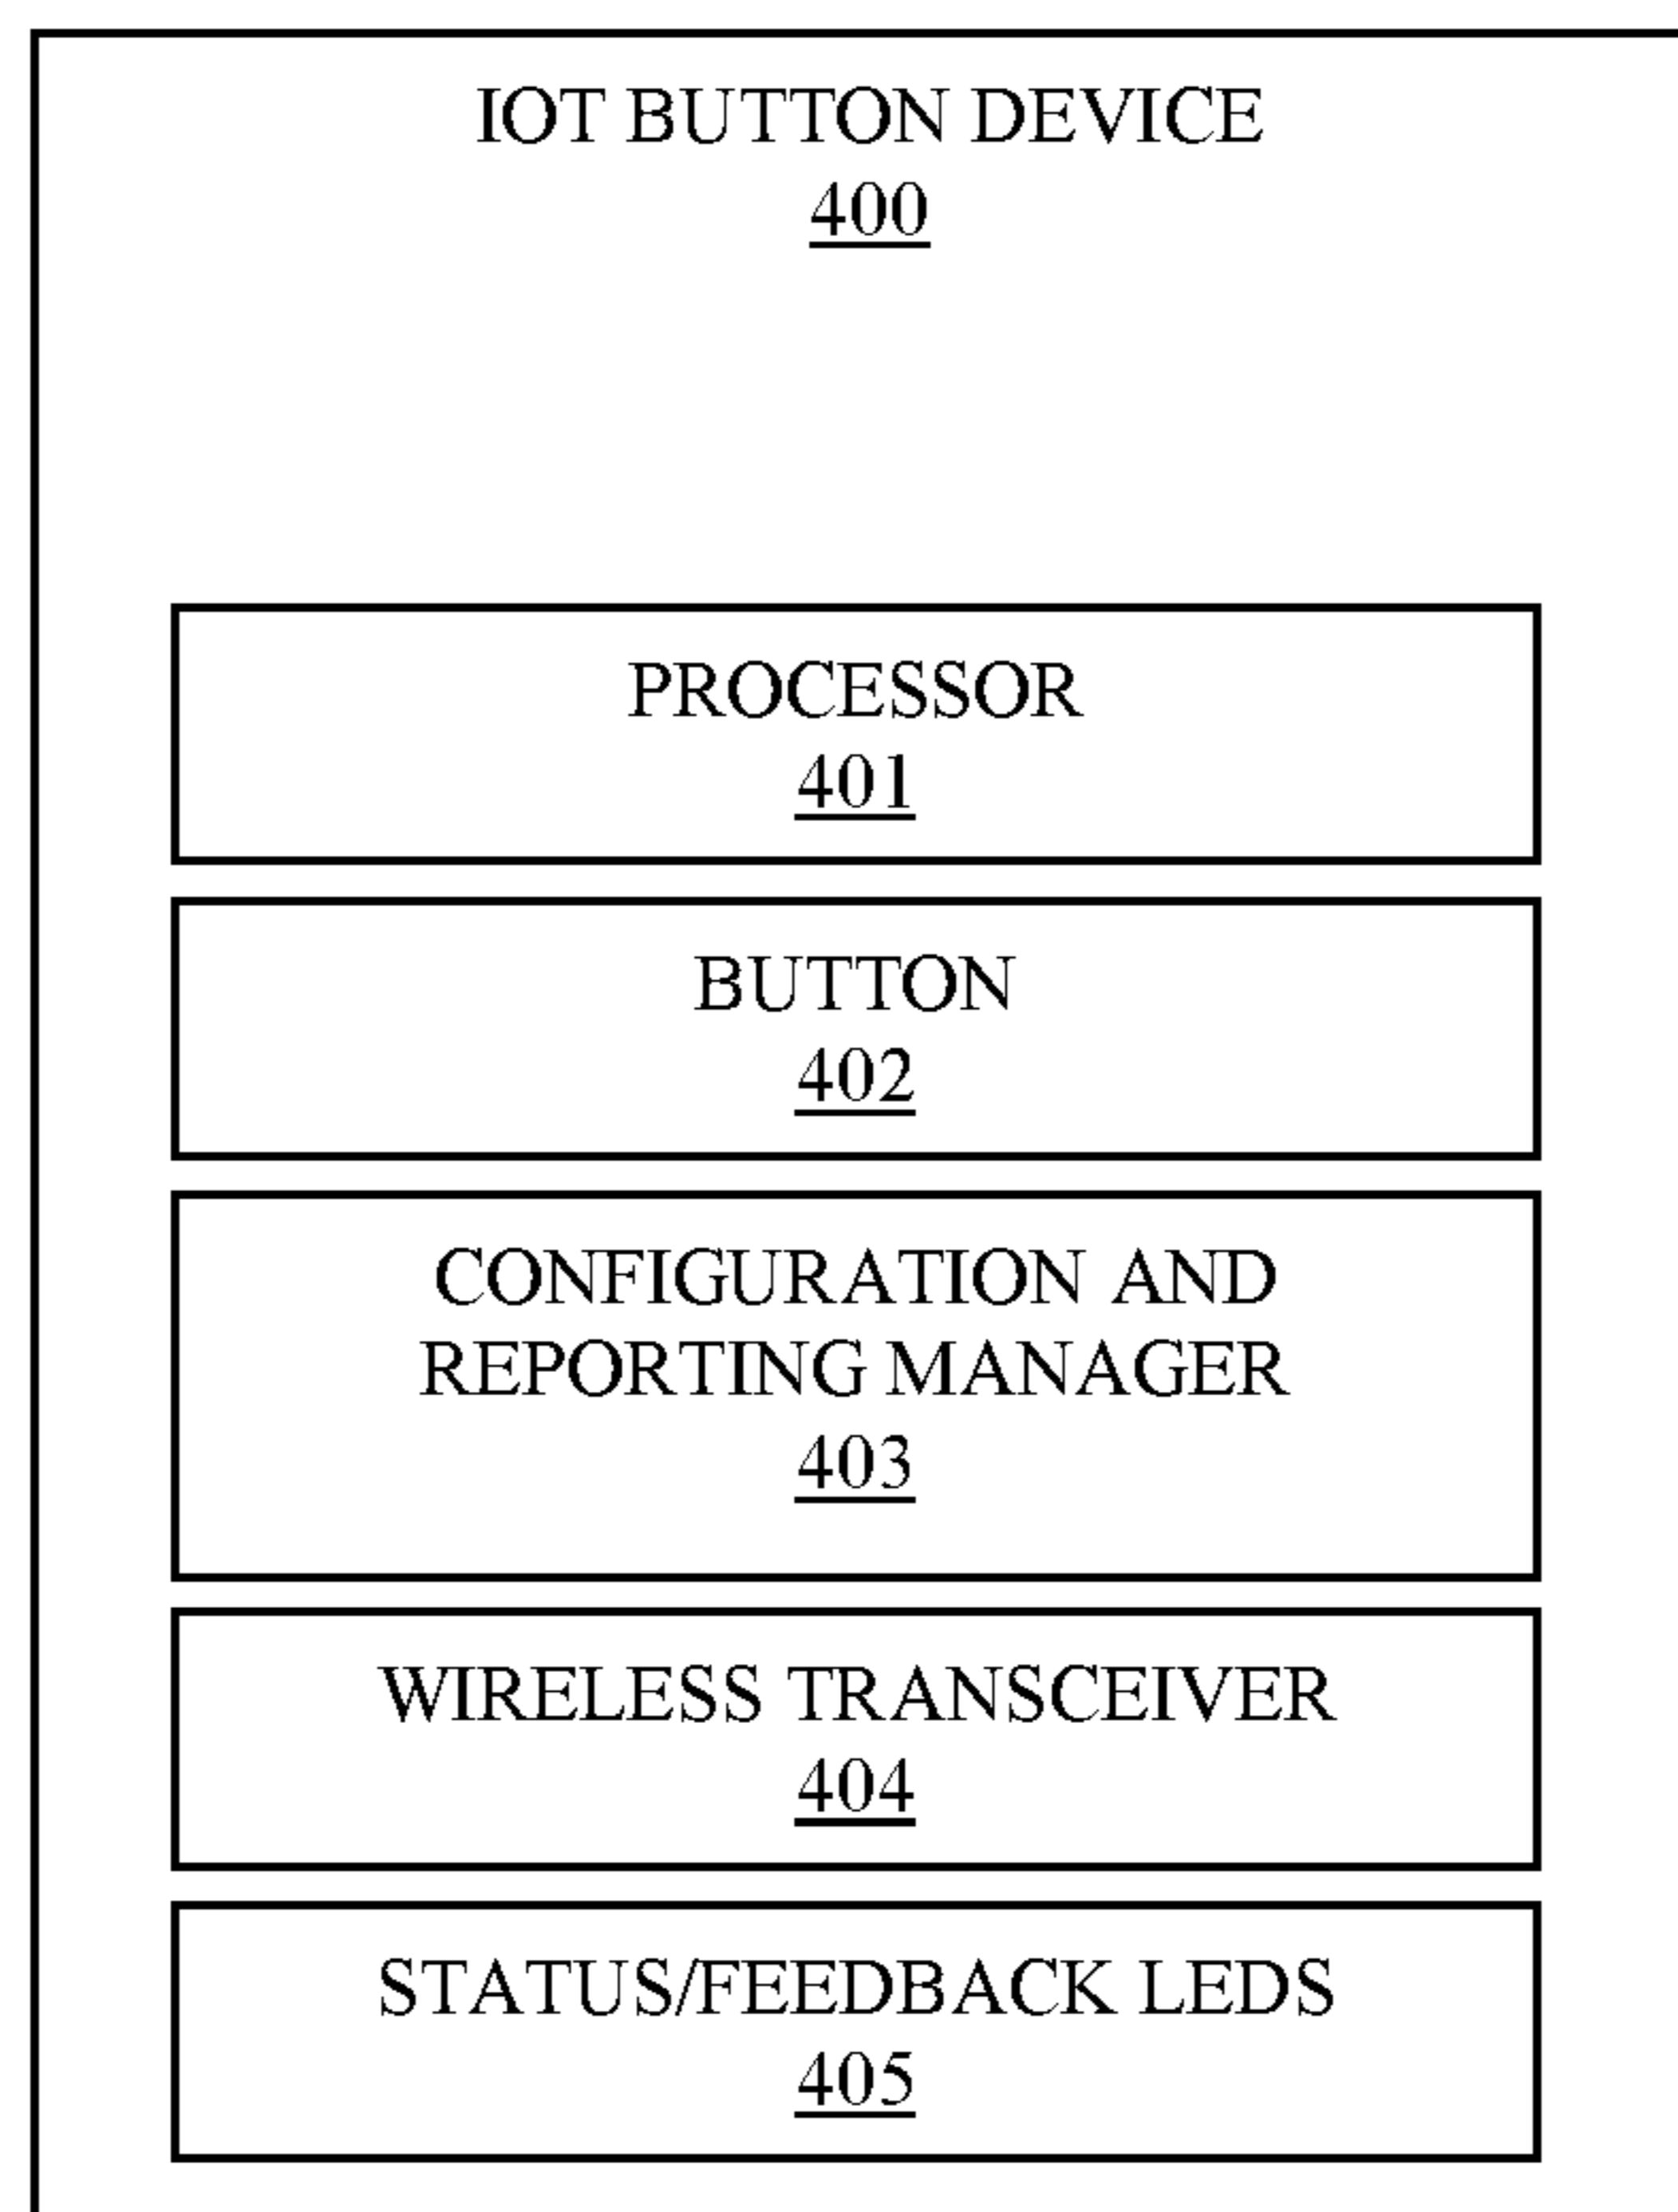 IOT BUTTON DEVICE
400
PROCESSOR
401
BUTTON
402
CONFIGURATION AND
REPORTING MANAGER
403
WIRELESS TRANSCEIVER
404
STATUS/FEEDBACK LEDS
405